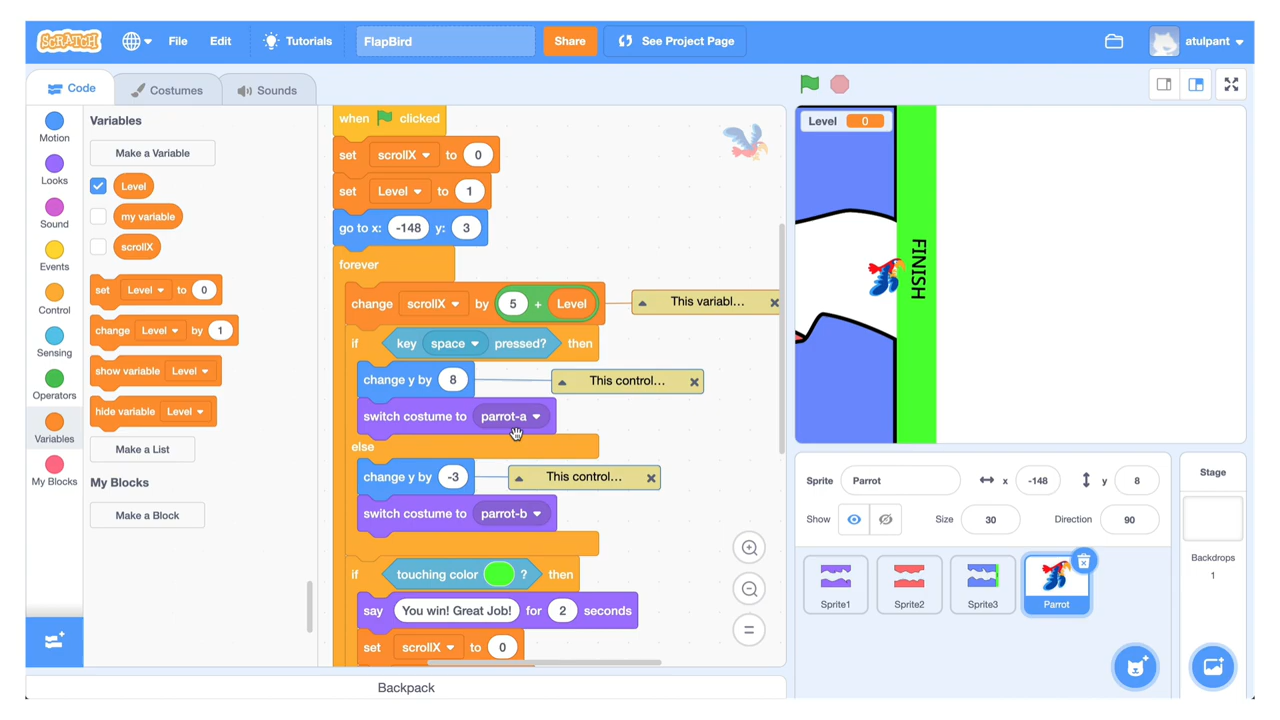 SCRATCH File Edit Tutorials FlapBird Share See Project Page atulpant
Code Costumes Sounds
Motion
Looks
Sound
Events
Control
Sensing
Operators
Variables
My Blocks
Variables
Make a Variable
Level
my variable
scrollX
set Level to 0
change Level by 1
show variable Level
hide variable Level
Make a List
My Blocks
Make a Block
when clicked
set scrollX to 0
set Level to 1
go to x: -148 y: 3
forever
change scrollX by 5 + Level
This variabl...
if key space pressed? then
change y by 8
This control...
switch costume to parrot-a
else
change y by -3
This control...
switch costume to parrot-b
if touching color ? then
say You win! Great Job! for 2 seconds
set scrollX to 0
Backpack
Level 0
FINISH
Sprite Parrot x -148 y 8
Show Size 30 Direction 90
Sprite1 Sprite2 Sprite3 Parrot
Stage
Backdrops
1